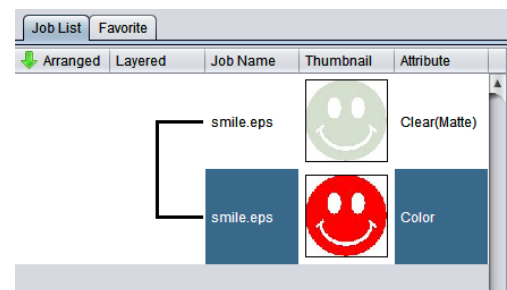 Job List Favorite
Arranged Layered Job Name Thumbnail Attribute
smile.eps Clear(Matte)
smile.eps Color